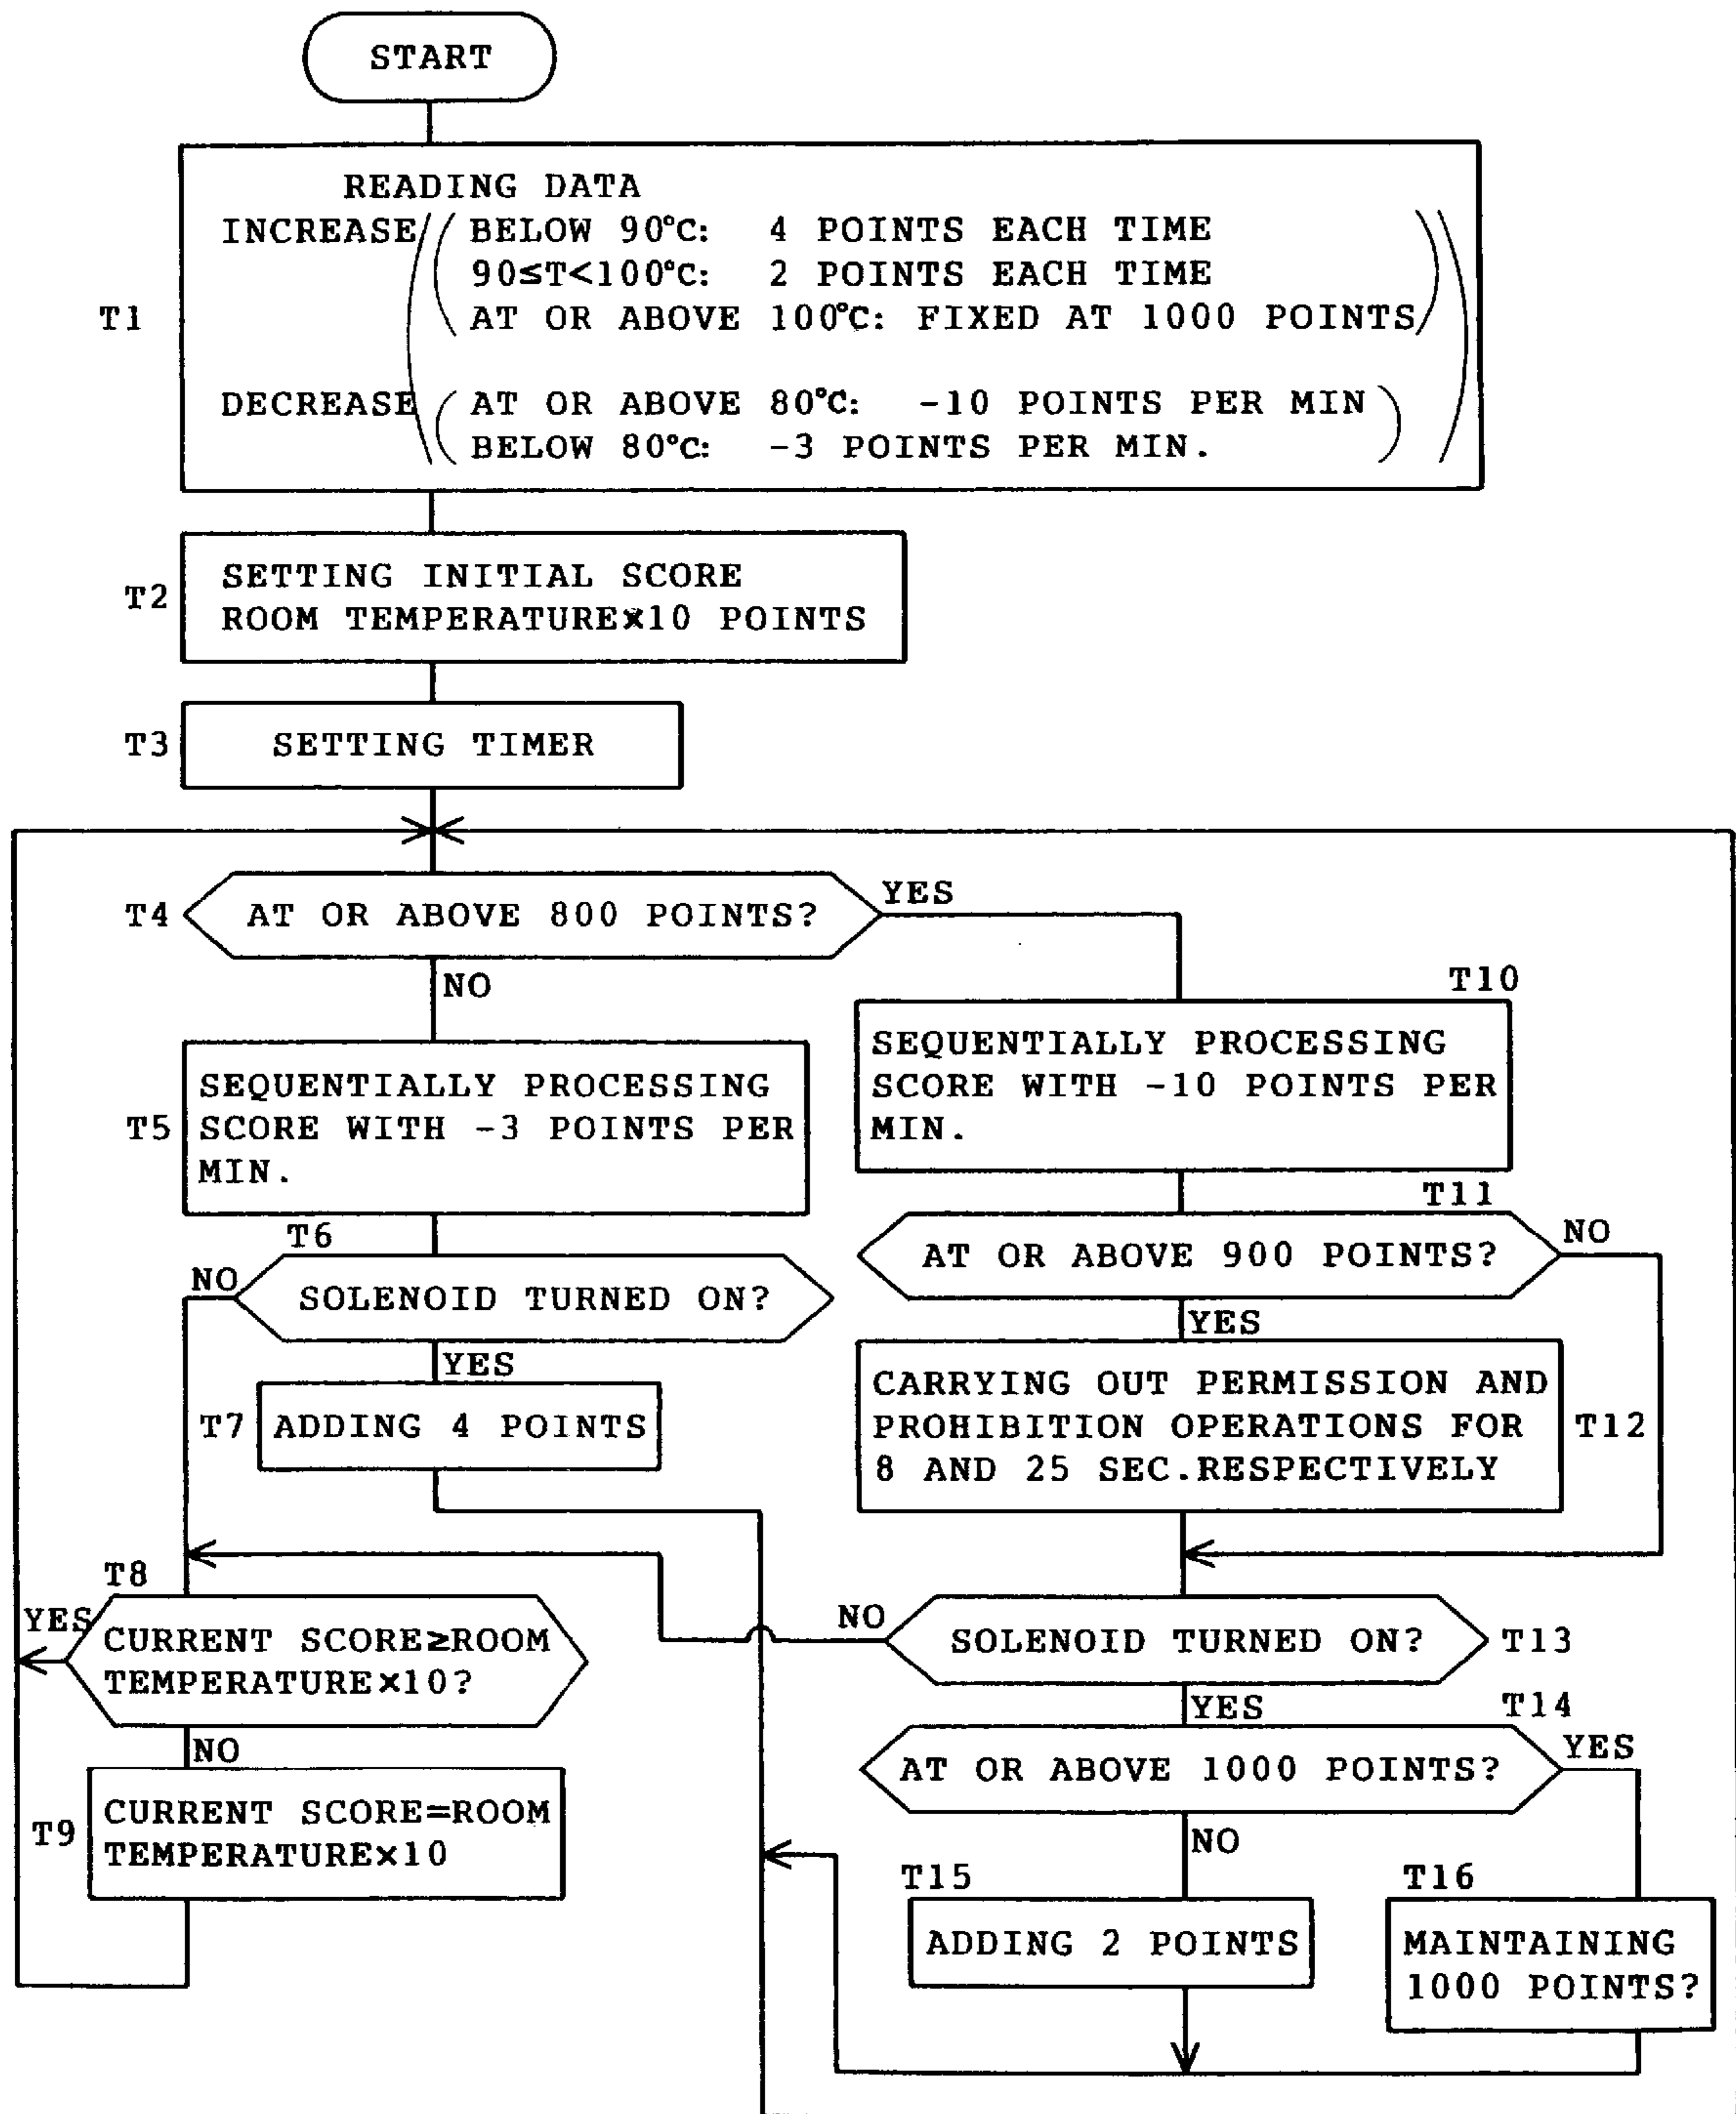 START
READING DATA
INCREASE BELOW 90°C: 4 POINTS EACH TIME
90≤T<100°C: 2 POINTS EACH TIME
T1
AT OR ABOVE 100°C: FIXED AT 1000 POINTS
DECREASE AT OR ABOVE 80°C: -10 POINTS PER MIN
BELOW 80°C: -3 POINTS PER MIN.
T2
SETTING INITIAL SCORE
ROOM TEMPERATURE×10 POINTS
T3
SETTING TIMER
T4
AT OR ABOVE 800 POINTS?
YES
NO
T5
SEQUENTIALLY PROCESSING
SCORE WITH -3 POINTS PER
MIN.
T6
NO
SOLENOID TURNED ON?
YES
T7
ADDING 4 POINTS
T8
YES
CURRENT SCORE≥ROOM
TEMPERATURE×10?
NO
T9
CURRENT SCORE=ROOM
TEMPERATURE×10
T10
SEQUENTIALLY PROCESSING
SCORE WITH -10 POINTS PER
MIN.
T11
AT OR ABOVE 900 POINTS?
NO
YES
CARRYING OUT PERMISSION AND
PROHIBITION OPERATIONS FOR
8 AND 25 SEC.RESPECTIVELY
T12
NO
SOLENOID TURNED ON?
T13
YES
T14
AT OR ABOVE 1000 POINTS?
YES
NO
T15
ADDING 2 POINTS
T16
MAINTAINING
1000 POINTS?